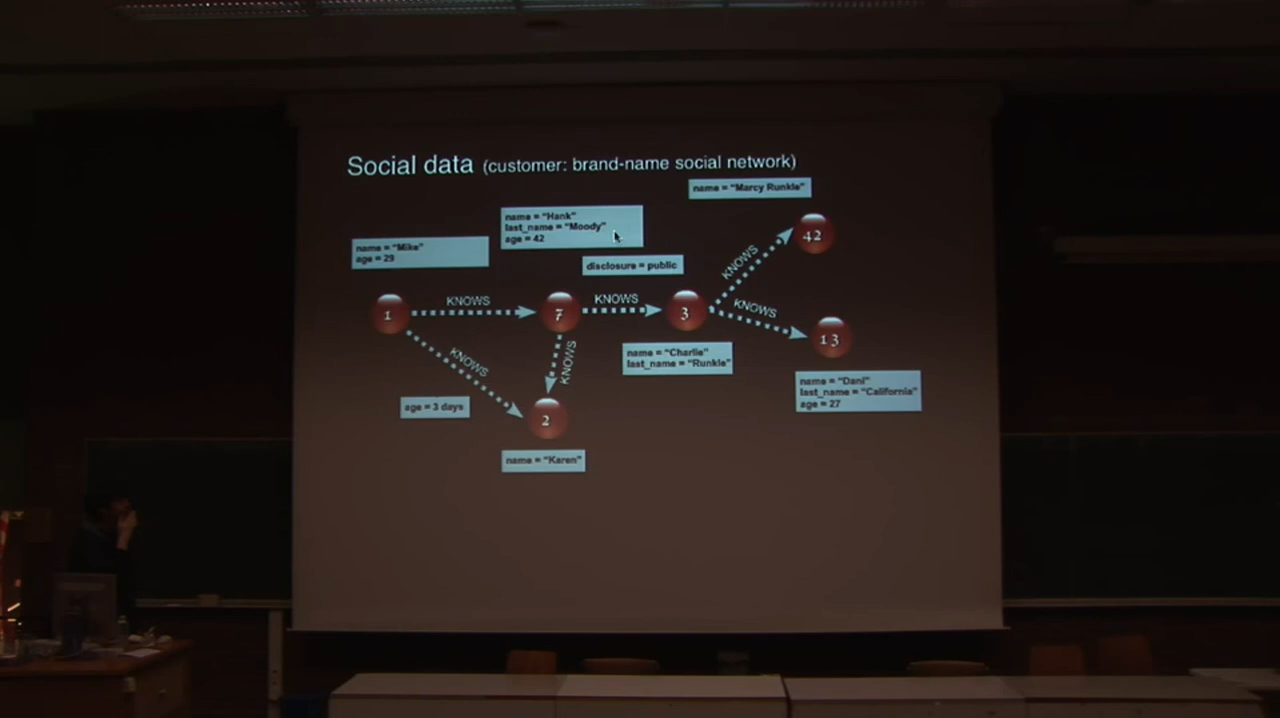 Social data (customer: brand-name social network)
name = "Marcy Runkle"
name = "Hank"
last_name = "Moody"
age = 42
name = "Mike"
age = 29
disclosure = public
42
KNOWS
1
KNOWS
7
KNOWS
3
KNOWS
13
KNOWS
KNOWS
name = "Charlie"
last_name = "Runkle"
name = "Dani"
last_name = "California"
age = 27
age = 3 days
2
name = "Karen"